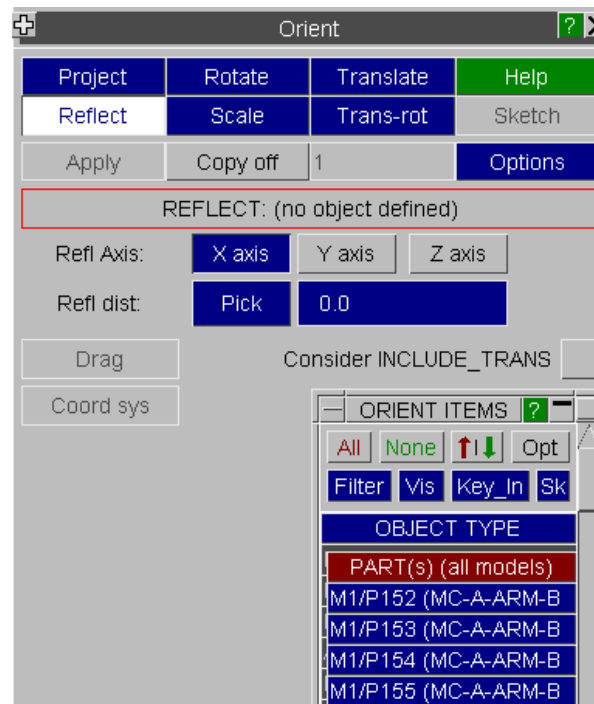 Orient ?
Project Rotate Translate Help
Reflect Scale Trans-rot Sketch
Apply Copy off 1 Options
REFLECT: (no object defined)
Refl Axis: X axis Y axis Z axis
Refl dist: Pick 0.0
Drag Consider INCLUDE_TRANS
Coord sys
ORIENT ITEMS ?
All None Opt
Filter Vis Key_In Sk
OBJECT TYPE
PART(s) (all models)
M1/P152 (MC-A-ARM-B
M1/P153 (MC-A-ARM-B
M1/P154 (MC-A-ARM-B
M1/P155 (MC-A-ARM-B